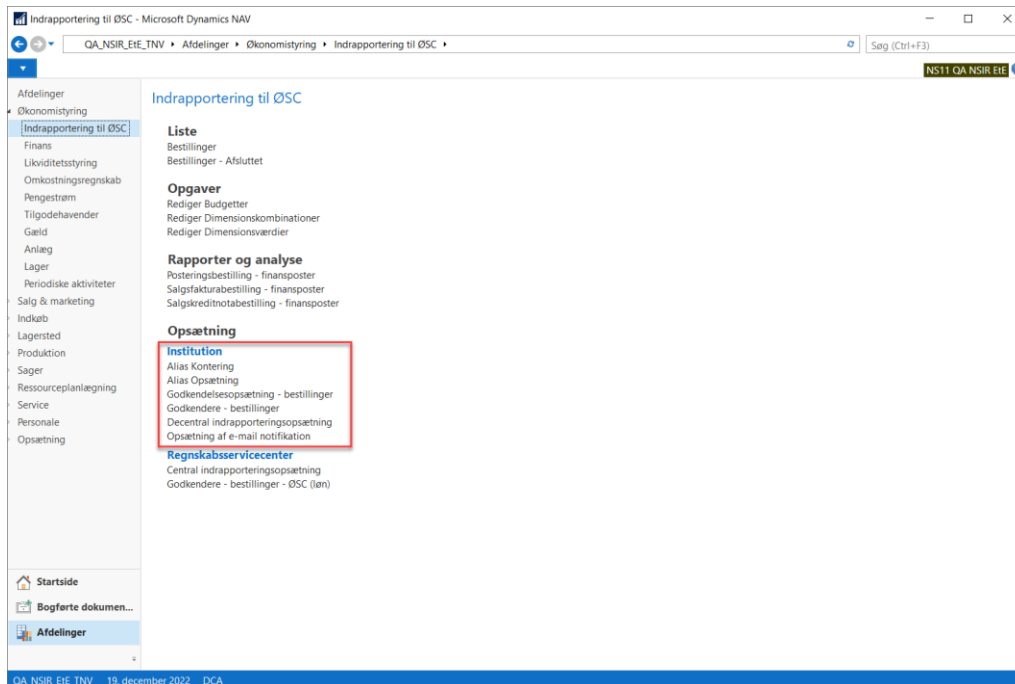 Indrapportering til ØSC - Microsoft Dynamics NAV
QA_NSIR_EtE_TNV ▸ Afdelinger ▸ Økonomistyring ▸ Indrapportering til ØSC ▸
Søg (Ctrl+F3)
NS11 QA NSIR EtE
Afdelinger
Økonomistyring
Indrapportering til ØSC
Finans
Likviditetsstyring
Omkostningsregnskab
Pengestrøm
Tilgodehavender
Gæld
Anlæg
Lager
Periodiske aktiviteter
Salg & marketing
Indkøb
Lagersted
Produktion
Sager
Ressourceplanlægning
Service
Personale
Opsætning
Startside
Bogførte dokumen...
Afdelinger
Indrapportering til ØSC
Liste
Bestillinger
Bestillinger - Afsluttet
Opgaver
Rediger Budgetter
Rediger Dimensionskombinationer
Rediger Dimensionsværdier
Rapporter og analyse
Posteringsbestilling - finansposter
Salgsfakturabestilling - finansposter
Salgskreditnotabestilling - finansposter
Opsætning
Institution
Alias Kontering
Alias Opsætning
Godkendelsesopsætning - bestillinger
Godkendere - bestillinger
Decentral indrapporteringsopsætning
Opsætning af e-mail notifikation
Regnskabsservicecenter
Central indrapporteringsopsætning
Godkendere - bestillinger - ØSC (løn)
QA_NSIR_EtE_TNV 19. december 2022 DCA